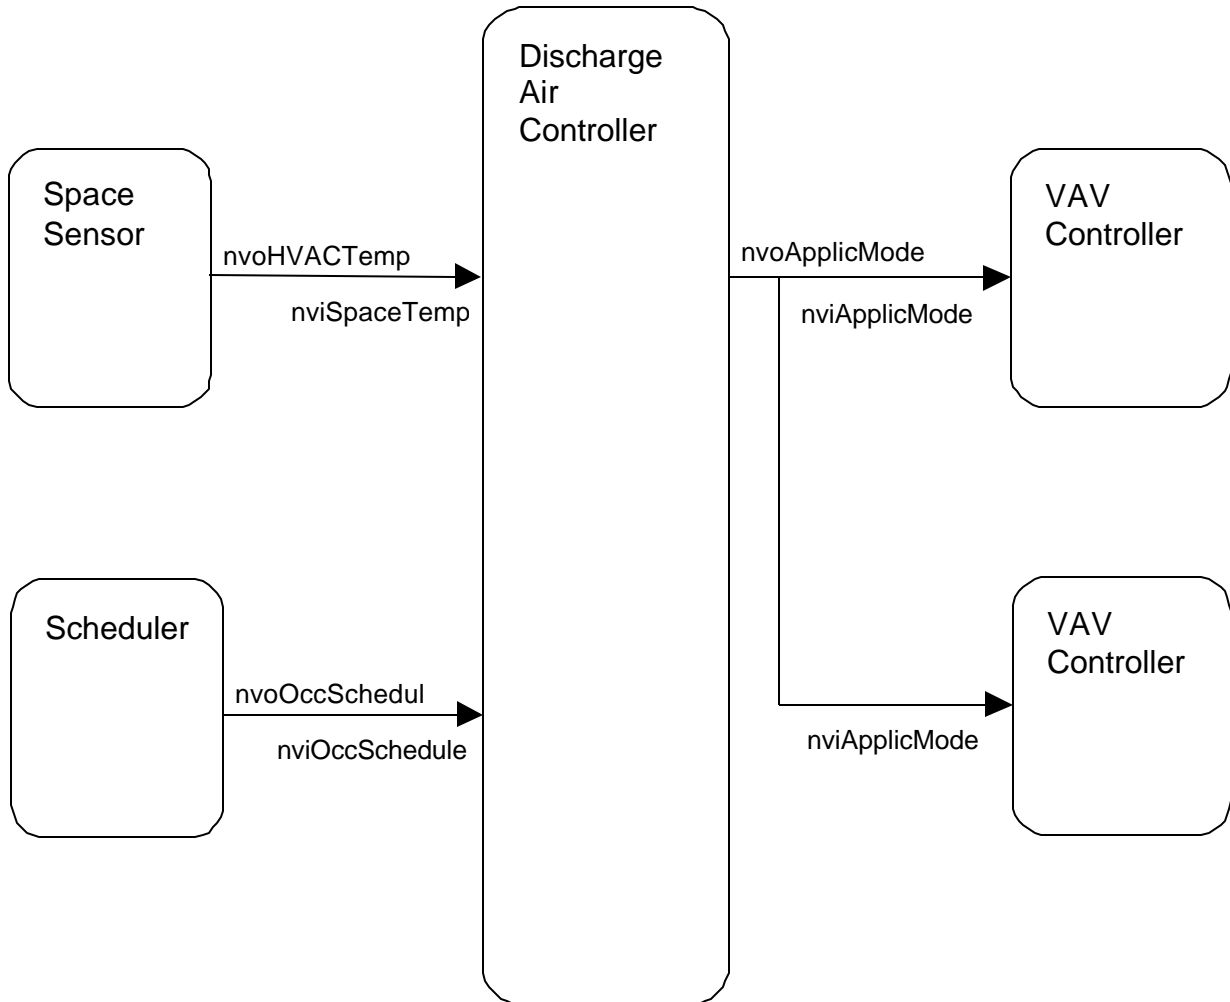 Discharge
Air
Controller
Space
Sensor
nvoHVACTemp
nviSpaceTemp
Scheduler
nvoOccSchedul
nviOccSchedule
nvoApplicMode
nviApplicMode
VAV
Controller
nviApplicMode
VAV
Controller